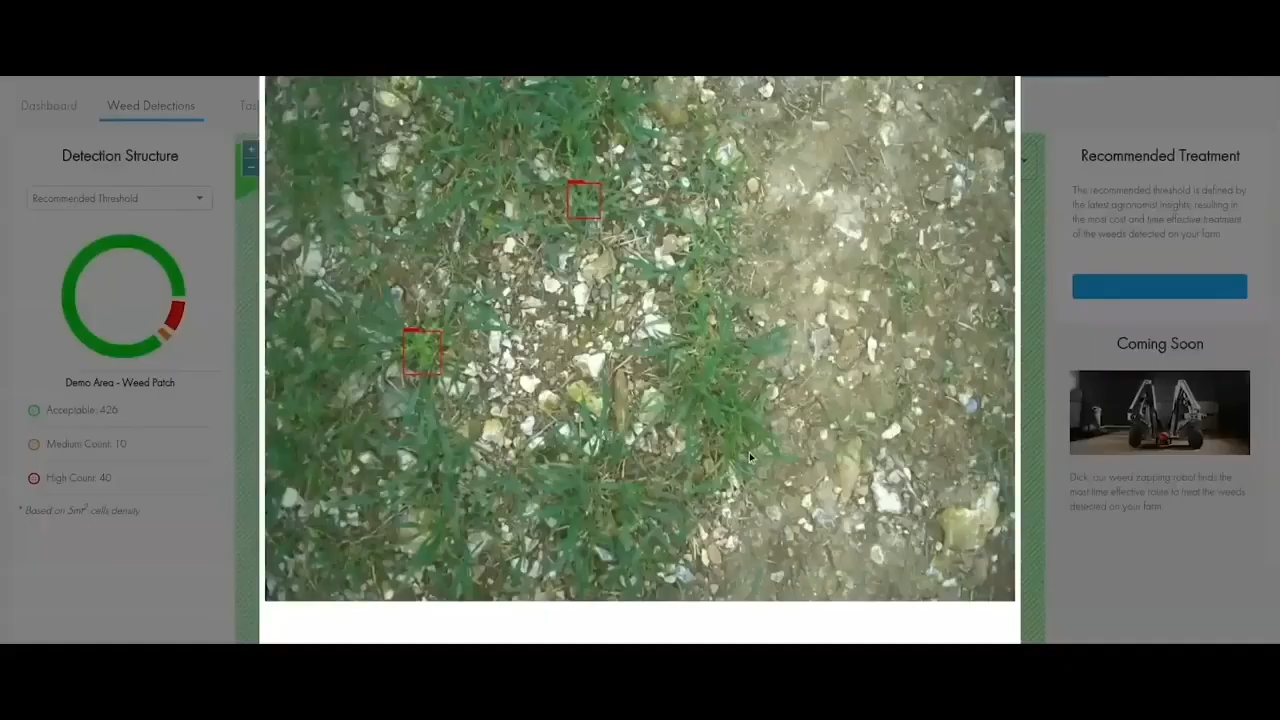 Dashboard
Weed Detections
Detection Structure
Recommended Threshold
Demo Area - Weed Patch
Acceptable: 426
Medium Count: 10
High Count: 40
* Based on 5mt² cells density
+
−
Recommended Treatment
The recommended threshold is defined by
the latest agronomist insights, resulting in
the most cost and time effective treatment
of the weeds detected on your farm
Coming Soon
Dick, our weed zapping robot finds the
most time effective route to treat the weeds
detected on your farm.